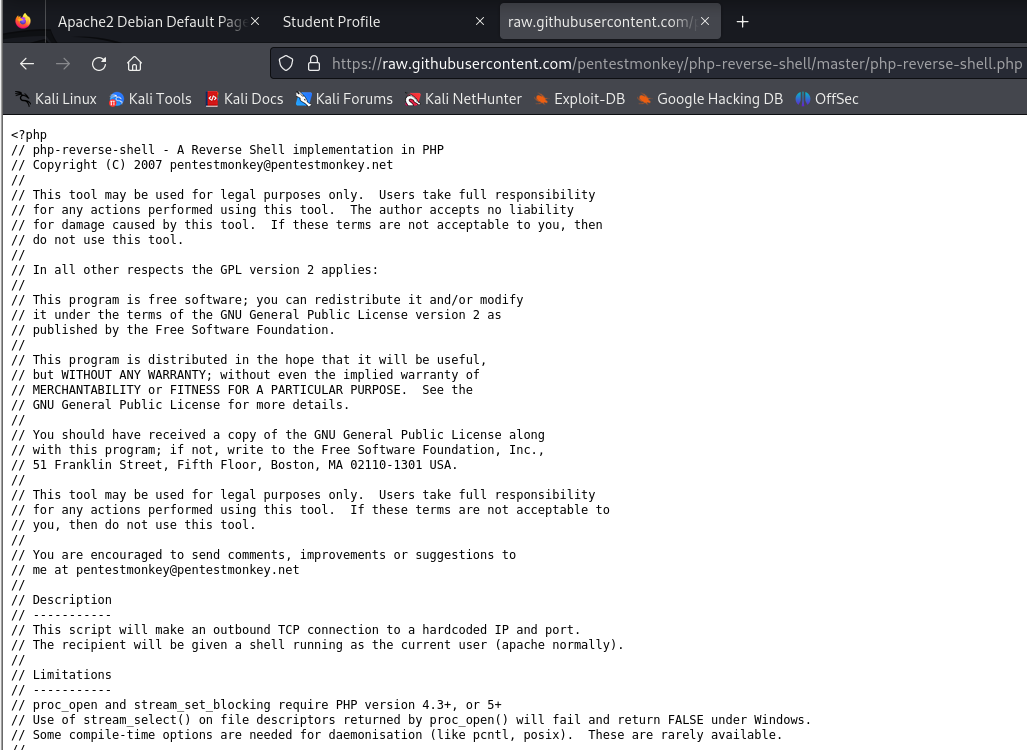 Apache2 Debian Default Pag
Student Profile
raw.githubusercontent.com/
https://raw.githubusercontent.com/pentestmonkey/php-reverse-shell/master/php-reverse-shell.php
Kali Linux Kali Tools Kali Docs Kali Forums Kali NetHunter Exploit-DB Google Hacking DB OffSec
<?php
// php-reverse-shell - A Reverse Shell implementation in PHP
// Copyright (C) 2007 pentestmonkey@pentestmonkey.net
//
// This tool may be used for legal purposes only.  Users take full responsibility
// for any actions performed using this tool.  The author accepts no liability
// for damage caused by this tool.  If these terms are not acceptable to you, then
// do not use this tool.
//
// In all other respects the GPL version 2 applies:
//
// This program is free software; you can redistribute it and/or modify
// it under the terms of the GNU General Public License version 2 as
// published by the Free Software Foundation.
//
// This program is distributed in the hope that it will be useful,
// but WITHOUT ANY WARRANTY; without even the implied warranty of
// MERCHANTABILITY or FITNESS FOR A PARTICULAR PURPOSE.  See the
// GNU General Public License for more details.
//
// You should have received a copy of the GNU General Public License along
// with this program; if not, write to the Free Software Foundation, Inc.,
// 51 Franklin Street, Fifth Floor, Boston, MA 02110-1301 USA.
//
// This tool may be used for legal purposes only.  Users take full responsibility
// for any actions performed using this tool.  If these terms are not acceptable to
// you, then do not use this tool.
//
// You are encouraged to send comments, improvements or suggestions to
// me at pentestmonkey@pentestmonkey.net
//
// Description
// -----------
// This script will make an outbound TCP connection to a hardcoded IP and port.
// The recipient will be given a shell running as the current user (apache normally).
//
// Limitations
// -----------
// proc_open and stream_set_blocking require PHP version 4.3+, or 5+
// Use of stream_select() on file descriptors returned by proc_open() will fail and return FALSE under Windows.
// Some compile-time options are needed for daemonisation (like pcntl, posix).  These are rarely available.
//